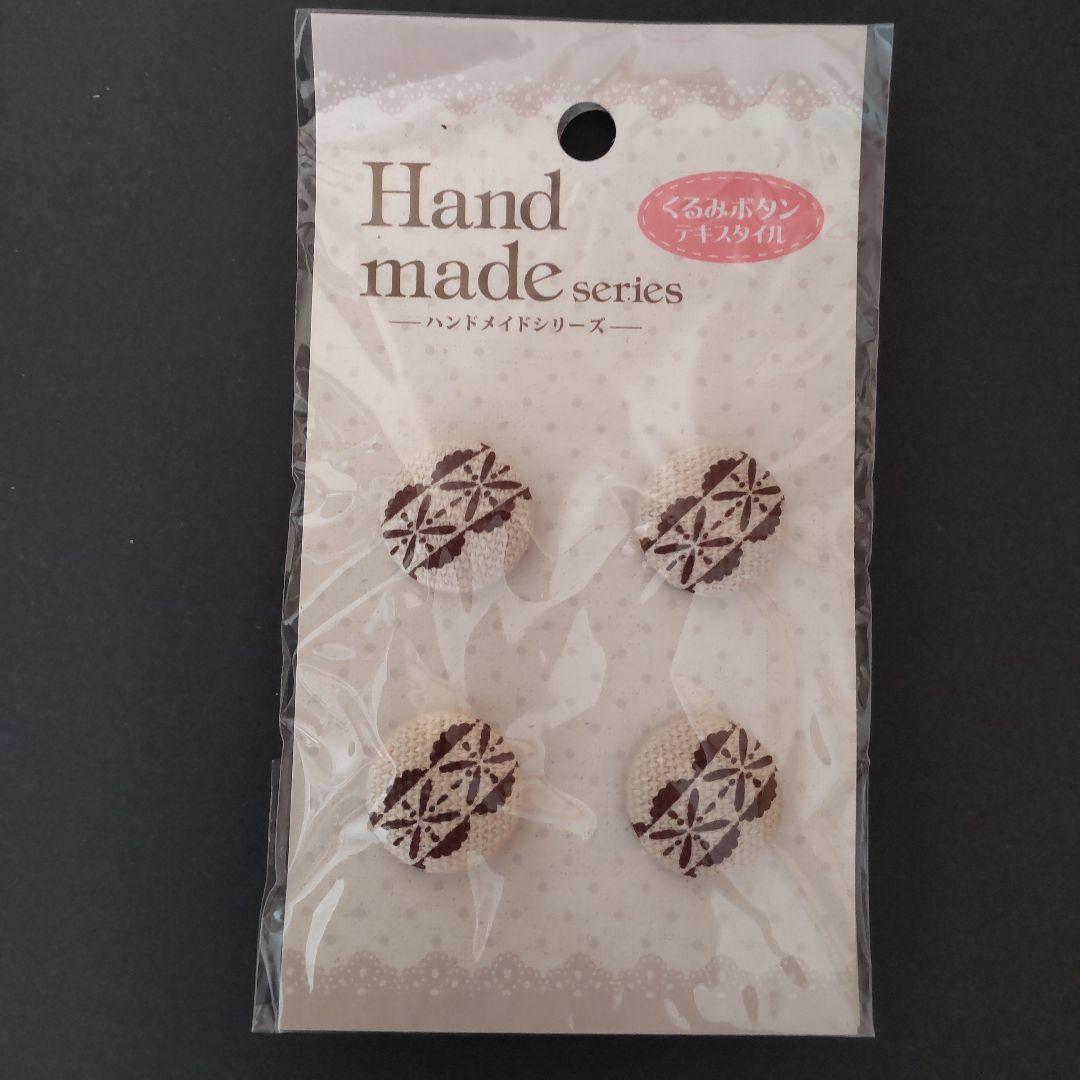 Hand
made series
ハンドメイドシリーズ
くるみボタン
テキスタイル